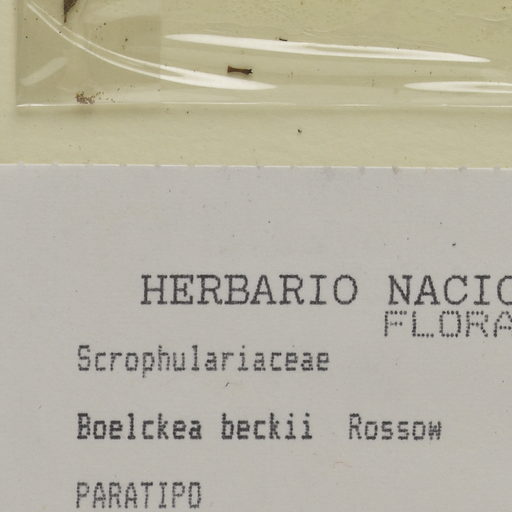 HERBARIO NACIO
FLORA
Scrophulariaceae
Boelckea beckii Rossow
PARATIPO